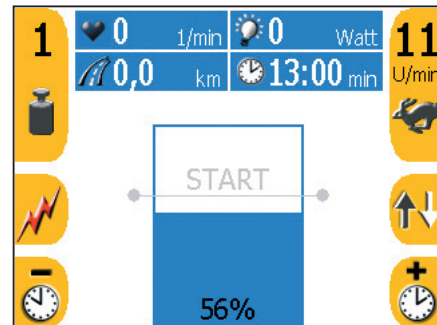 1
0 1/min
0 Watt
11
U/min
0,0 km
13:00 min
START
56%
−
+